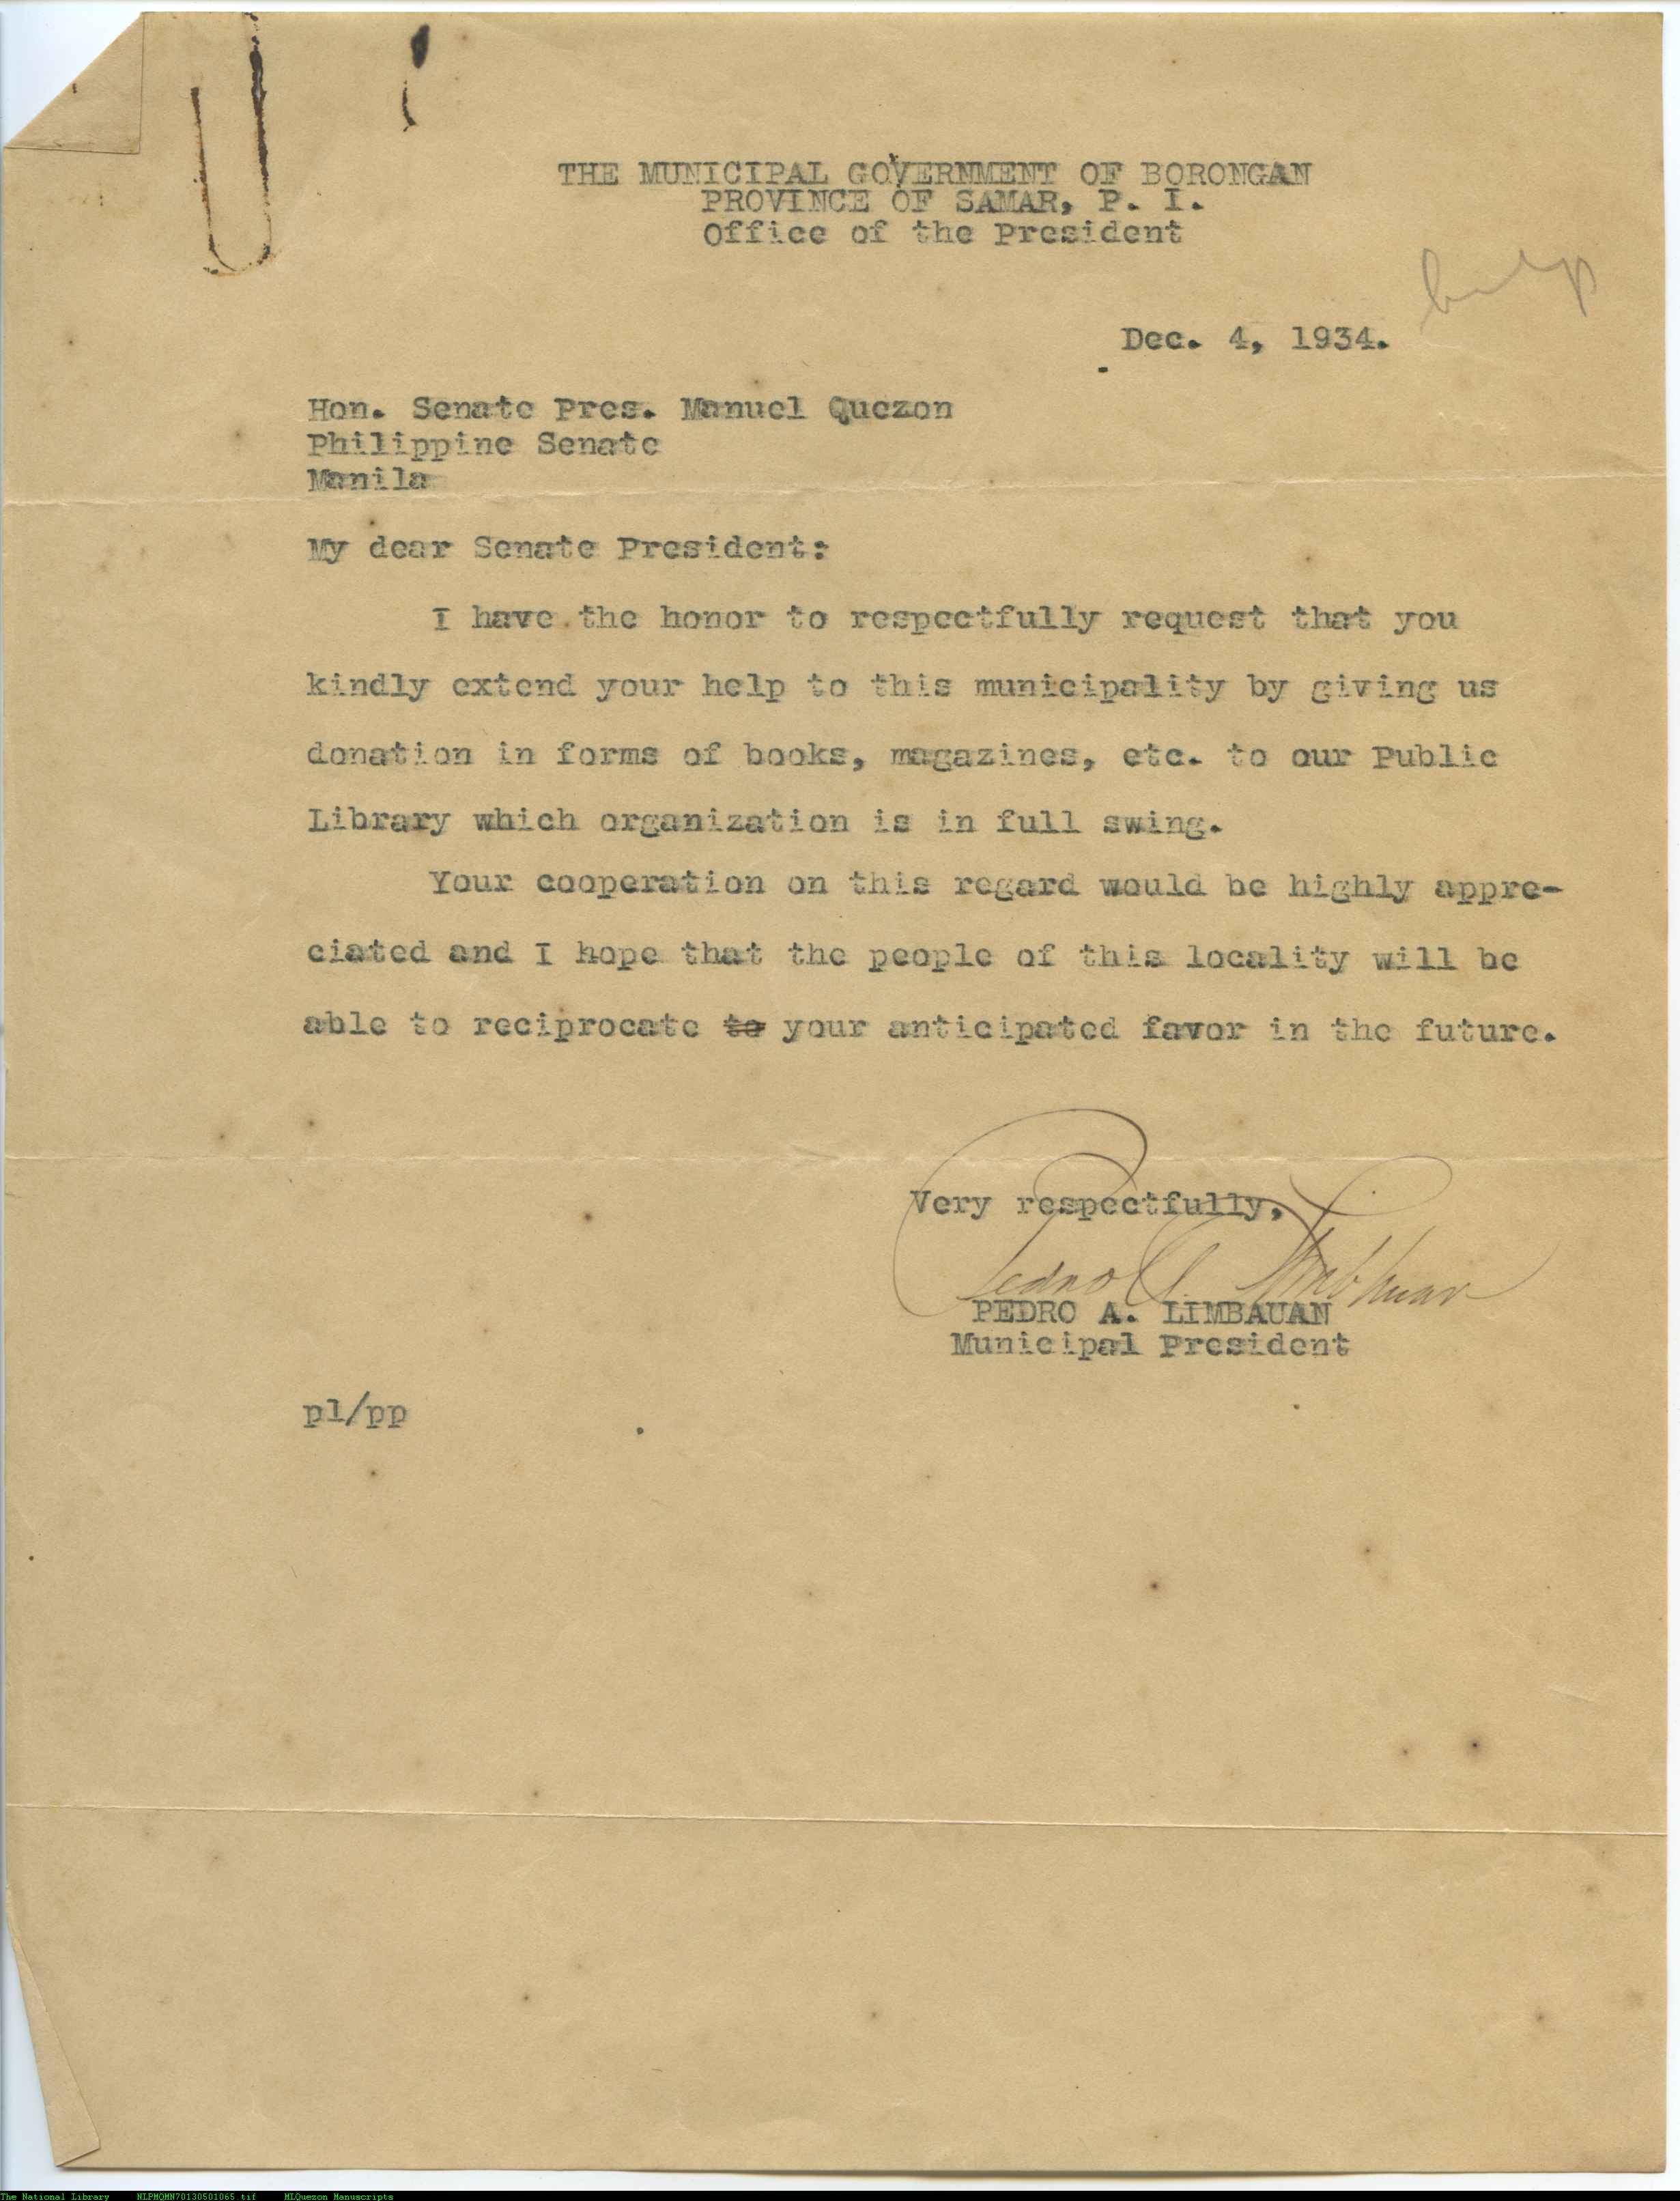 THE MUNICIPAL GOVERNMENT OF BORONGAN
PROVINCE OF SAMAR, P. I.
Office of the President
help
Dec. 4, 1934.
Hon. Senate Pres. Manuel Quezon
Philippine Senate
Manila
My dear Senate President:
I have the honor to respectfully request that you
kindly extend your help to this municipality by giving us
donation in forms of books, magazines, etc. to our Public
Library which organization is in full swing.
Your cooperation on this regard would be highly appre-
ciated and I hope that the people of this locality will be
able to reciprocate to your anticipated favor in the future.
Very respectfully,
Pedro A. Limbauan
PEDRO A. LIMBAUAN
Municipal President
pl/pp
The National Library NLPMQMN70130501065.tif MLQuezon Manuscripts